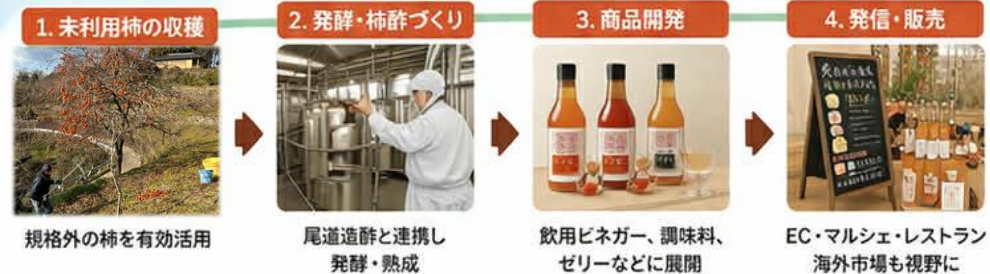 1. 未利用柿の収穫
2. 発酵・柿酢づくり
3. 商品開発
4. 発信・販売
規格外の柿を有効活用
尾道造酢と連携し
発酵・熟成
飲用ビネガー、調味料、
ゼリーなどに展開
EC・マルシェ・レストラン
海外市場も視野に